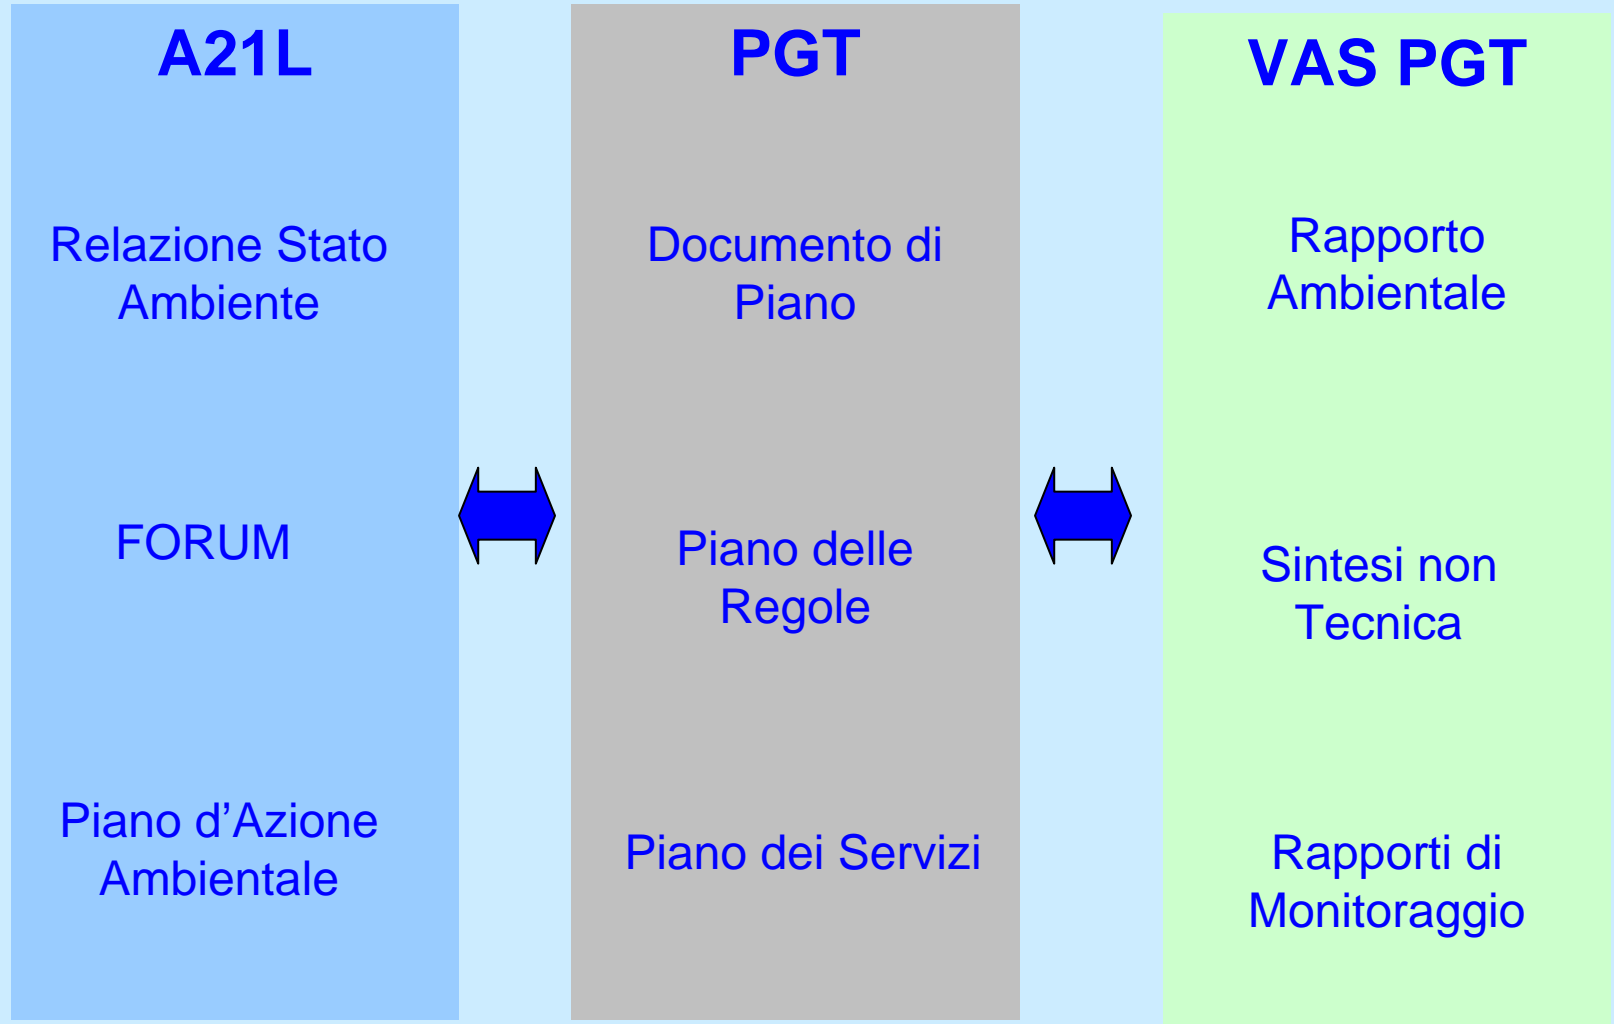 A21L
Relazione Stato
Ambiente
FORUM
Piano d’Azione
Ambientale
PGT
Documento di
Piano
Piano delle
Regole
Piano dei Servizi
VAS PGT
Rapporto
Ambientale
Sintesi non
Tecnica
Rapporti di
Monitoraggio